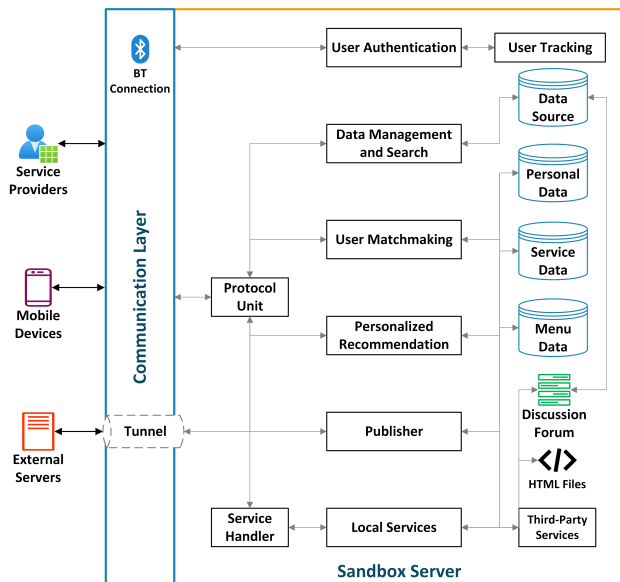 BT
Connection
User Authentication
User Tracking
Data
Source
Data Management
and Search
Service
Providers
Personal
Data
Communication Layer
User Matchmaking
Service
Data
Protocol
Unit
Mobile
Devices
Personalized
Recommendation
Menu
Data
Discussion
Forum
Tunnel
Publisher
External
Servers
HTML Files
Service
Handler
Local Services
Third-Party
Services
Sandbox Server